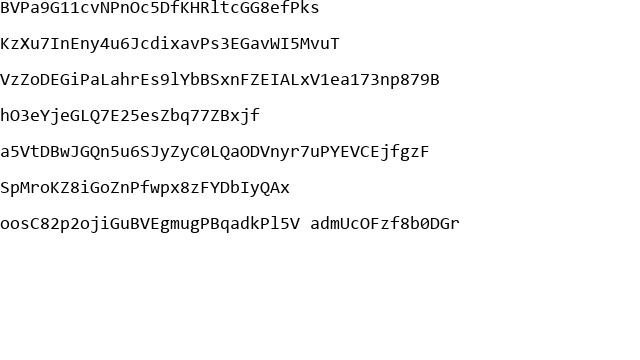 BVPa9G11cvNPnOc5DfKHRltcGG8efPks
KzXu7InEny4u6JcdixavPs3EGavWI5MvuT
VzZoDEGiPaLahrEs9lYbBSxnFZEIALxV1ea173np879B
hO3eYjeGLQ7E25esZbq77ZBxjf
a5VtDBwJGQn5u6SJyZyC0LQaODVnyr7uPYEVCEjfgzF
SpMroKZ8iGoZnPfwpx8zFYDbIyQAx
oosC82p2ojiGuBVEgmugPBqadkPl5V admUcOFzf8b0DGr